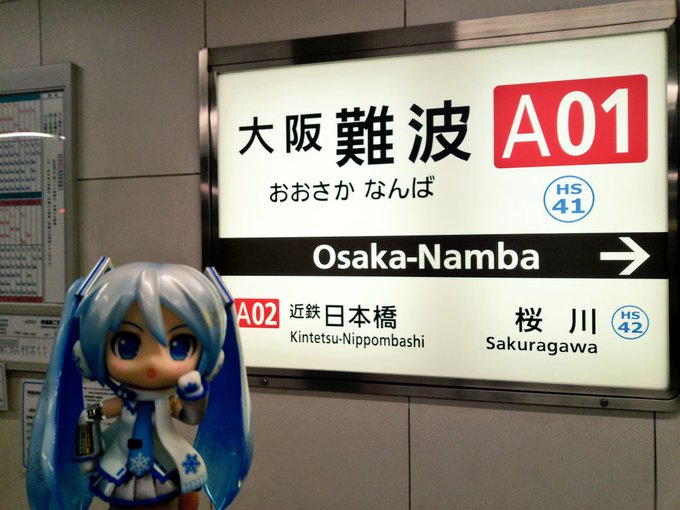 大阪難波 A01
おおさか なんば
HS
41
Osaka-Namba →
A02 近鉄日本橋
Kintetsu-Nippombashi
桜川 HS
42
Sakuragawa